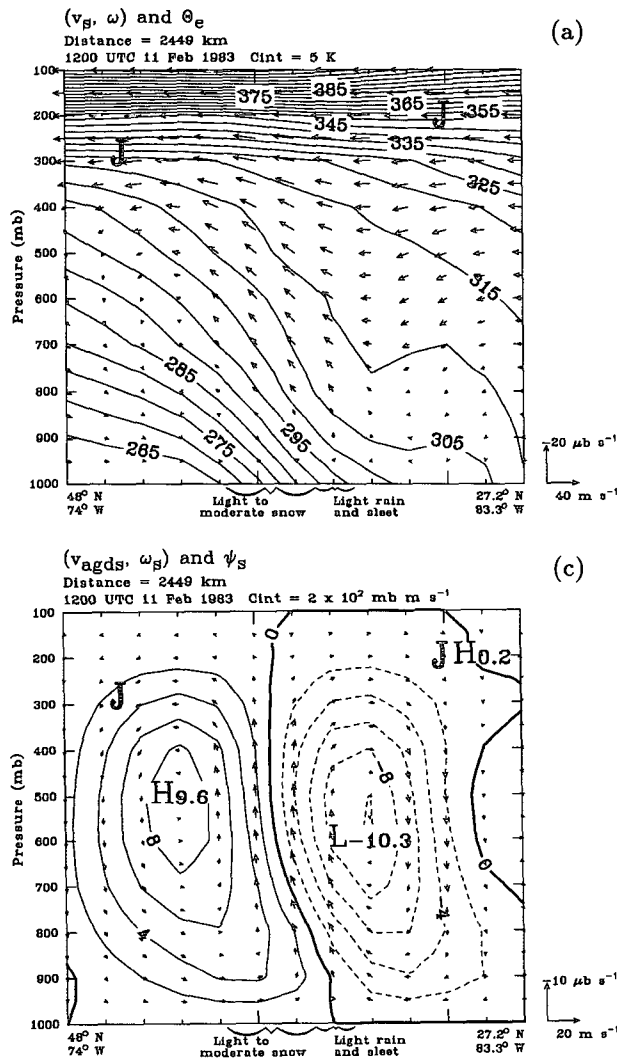 (v_s, ω) and Θ_e
(a)
Distance = 2449 km
1200 UTC 11 Feb 1983 Cint = 5 K
100
200
300
400
500
600
700
800
900
1000
Pressure (mb)
375
385
365
355
345
335
325
315
305
295
285
275
265
J
J
48° N
74° W
27.2° N
83.3° W
Light to
moderate snow
Light rain
and sleet
−20 μb s⁻¹
40 m s⁻¹
(v_agds, ω_s) and ψ_s
(c)
Distance = 2449 km
1200 UTC 11 Feb 1983 Cint = 2 x 10² mb m s⁻¹
100
200
300
400
500
600
700
800
900
1000
Pressure (mb)
0
J
J
H0.2
H9.6
8
4
L−10.3
−8
−4
0
48° N
74° W
27.2° N
83.3° W
Light to
moderate snow
Light rain
and sleet
−10 μb s⁻¹
20 m s⁻¹